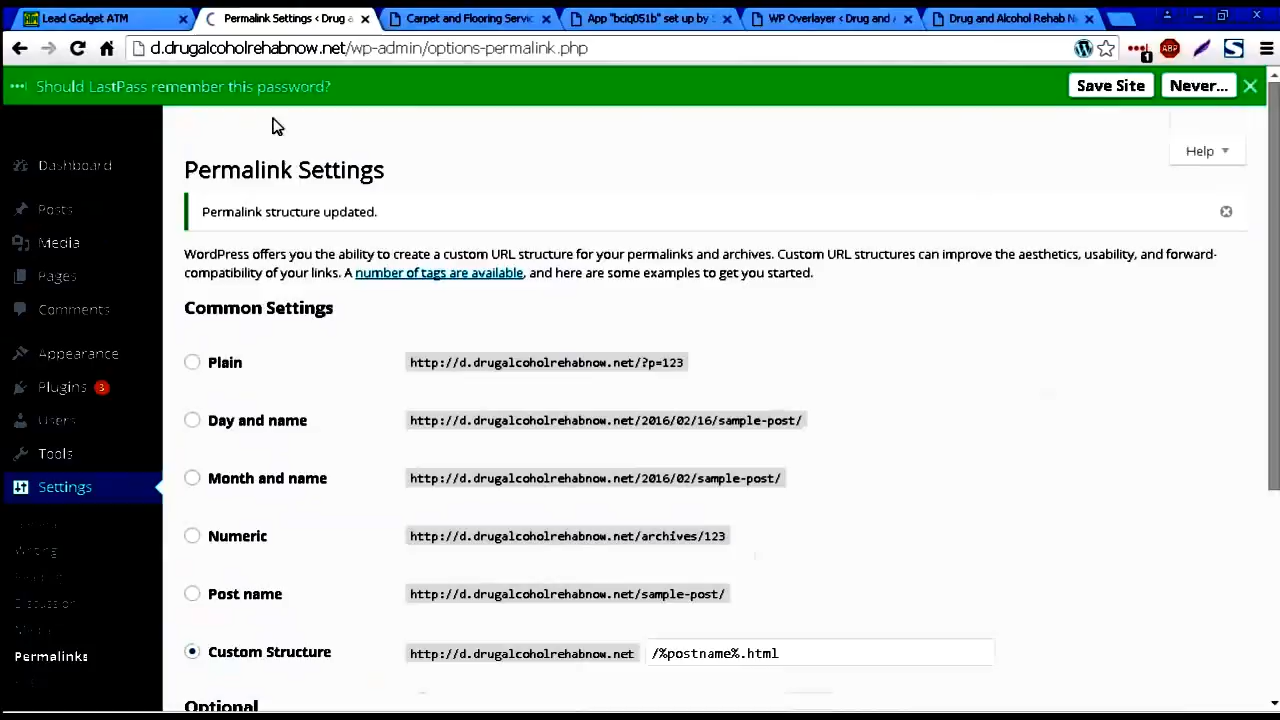 Lead Gadget ATM
Permalink Settings ‹ Drug a
Carpet and Flooring Servic
App "bciq051b" set up by
WP Overlayer ‹ Drug and
Drug and Alcohol Rehab N
d.drugalcoholrehabnow.net/wp-admin/options-permalink.php
1
ABP
Should LastPass remember this password?
Save Site
Never...
Help
Dashboard
Posts
Media
Pages
Comments
Appearance
Plugins 3
Users
Tools
Settings
Writing
Discussion
Permalinks
Permalink Settings
Permalink structure updated.
WordPress offers you the ability to create a custom URL structure for your permalinks and archives. Custom URL structures can improve the aesthetics, usability, and forward-
compatibility of your links. A number of tags are available, and here are some examples to get you started.
Common Settings
Plain http://d.drugalcoholrehabnow.net/?p=123
Day and name http://d.drugalcoholrehabnow.net/2016/02/16/sample-post/
Month and name http://d.drugalcoholrehabnow.net/2016/02/sample-post/
Numeric http://d.drugalcoholrehabnow.net/archives/123
Post name http://d.drugalcoholrehabnow.net/sample-post/
Custom Structure http://d.drugalcoholrehabnow.net /%postname%.html
Optional